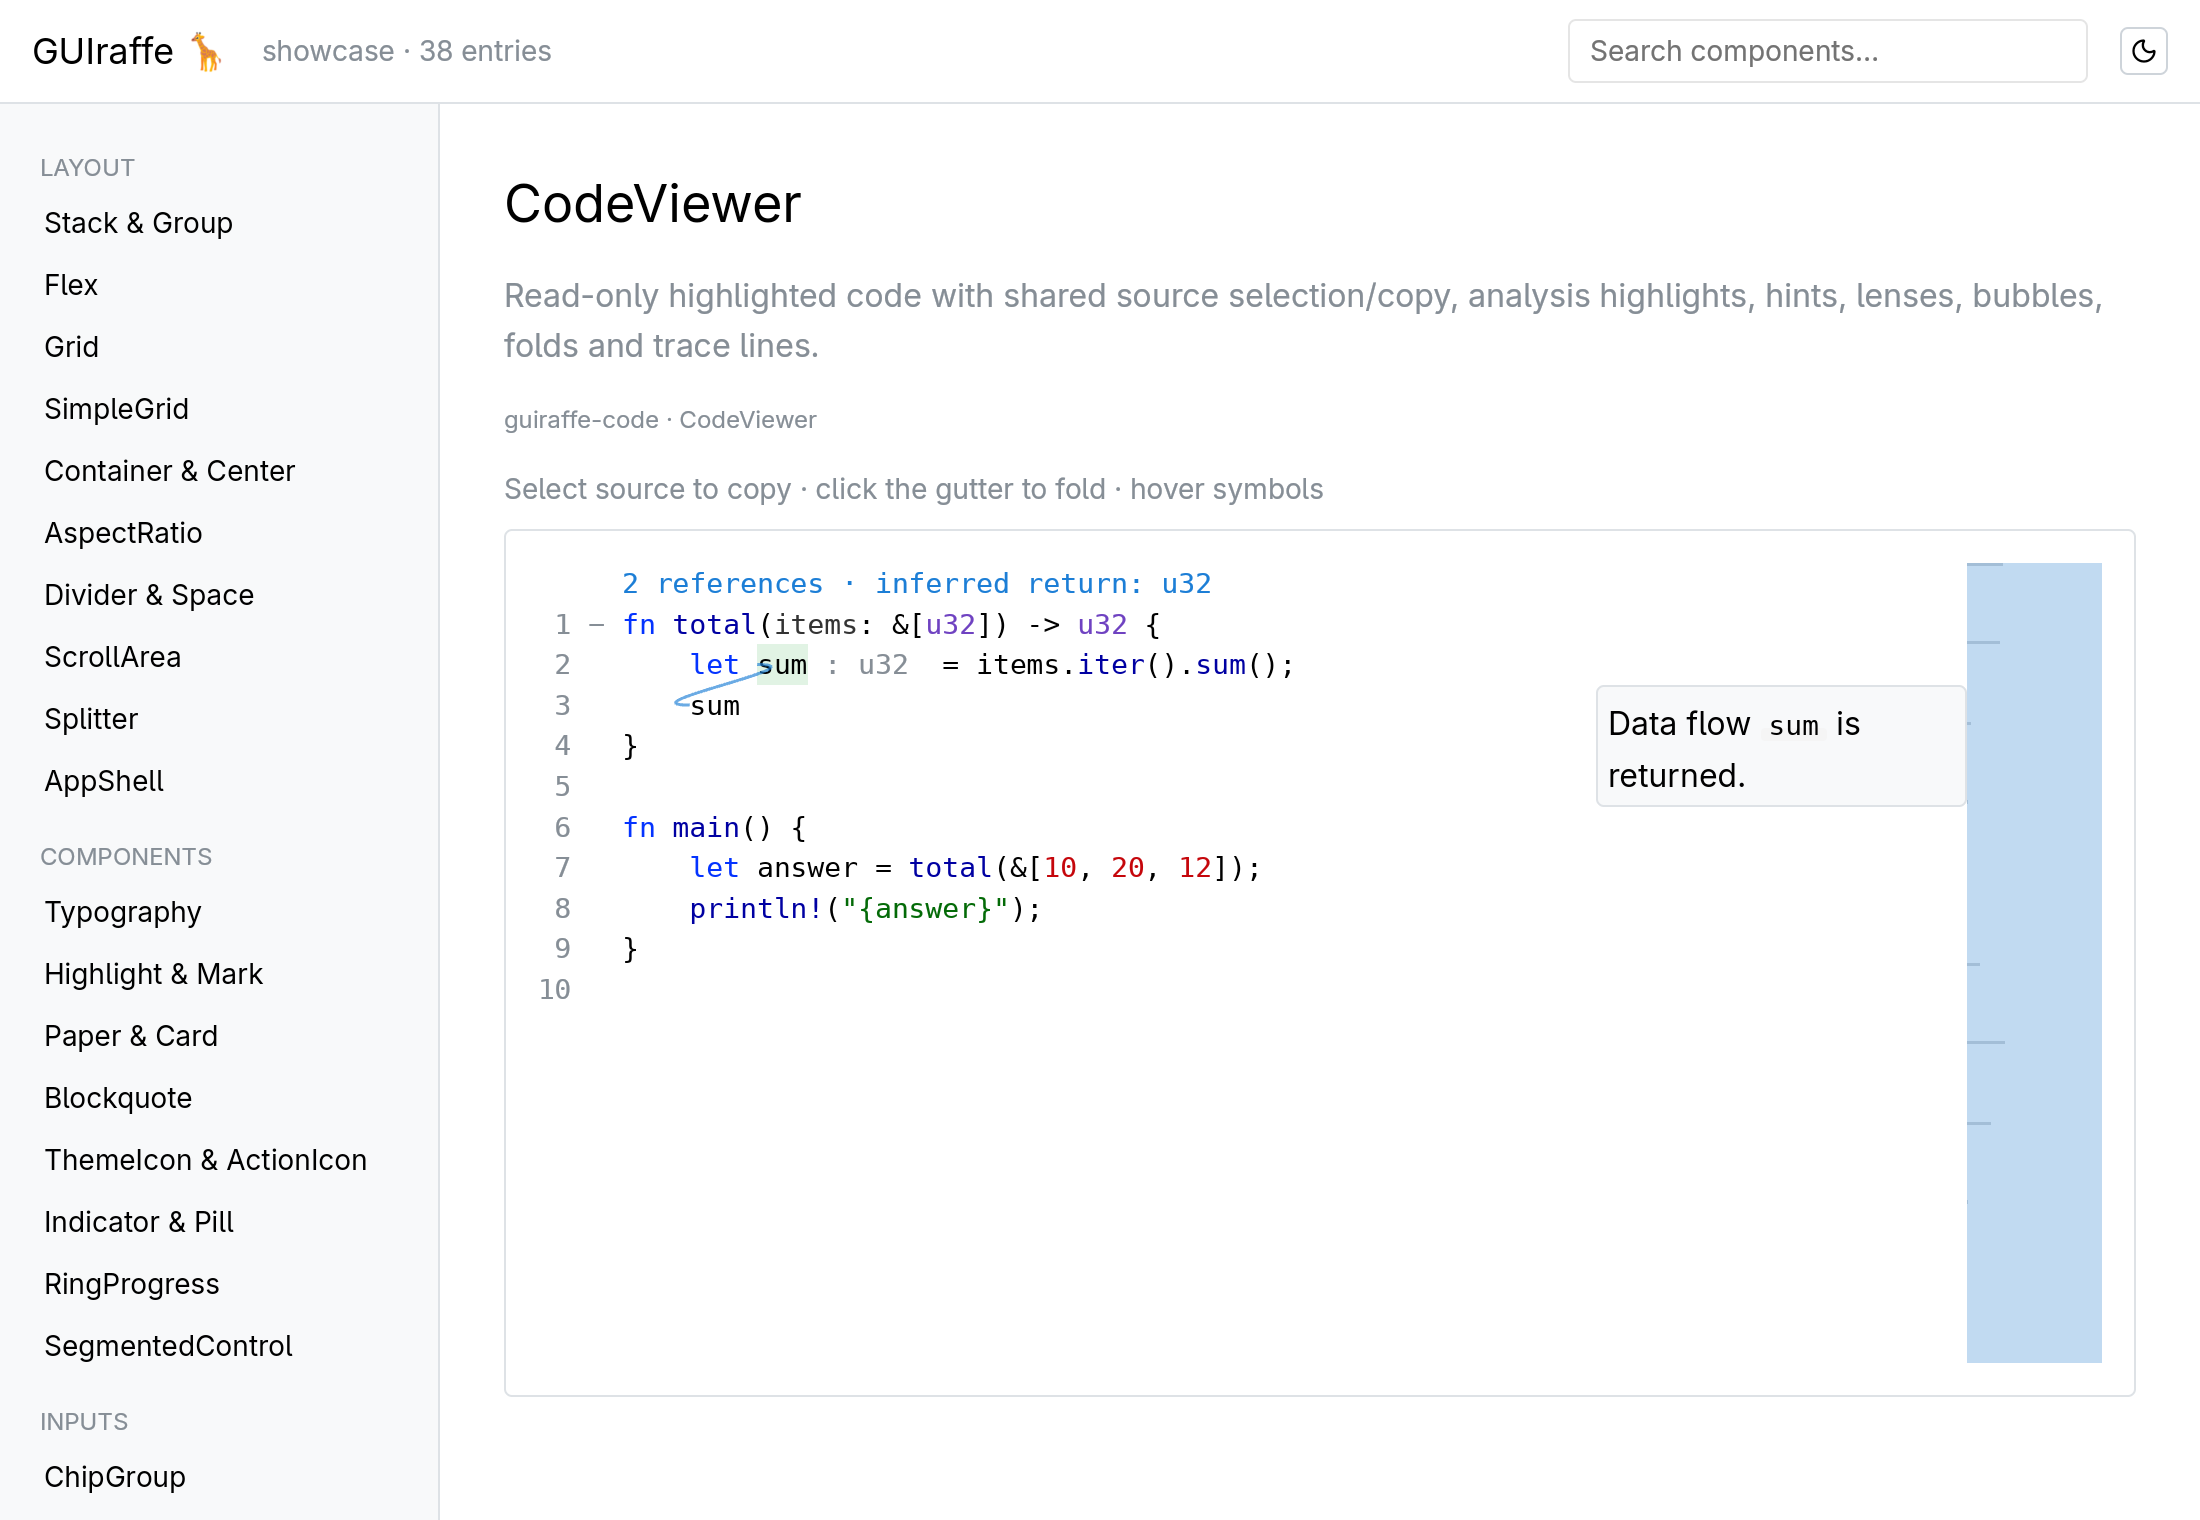 GUIraffe 🦒 showcase · 38 entries Search components...
LAYOUT
Stack & Group
Flex
Grid
SimpleGrid
Container & Center
AspectRatio
Divider & Space
ScrollArea
Splitter
AppShell
COMPONENTS
Typography
Highlight & Mark
Paper & Card
Blockquote
ThemeIcon & ActionIcon
Indicator & Pill
RingProgress
SegmentedControl
INPUTS
ChipGroup
CodeViewer
Read-only highlighted code with shared source selection/copy, analysis highlights, hints, lenses, bubbles,
folds and trace lines.
guiraffe-code · CodeViewer
Select source to copy · click the gutter to fold · hover symbols
2 references · inferred return: u32
1 – fn total(items: &[u32]) -> u32 {
2     let sum : u32  = items.iter().sum();
3     sum
4 }
5
6 fn main() {
7     let answer = total(&[10, 20, 12]);
8     println!("{answer}");
9 }
10
Data flow sum is
returned.